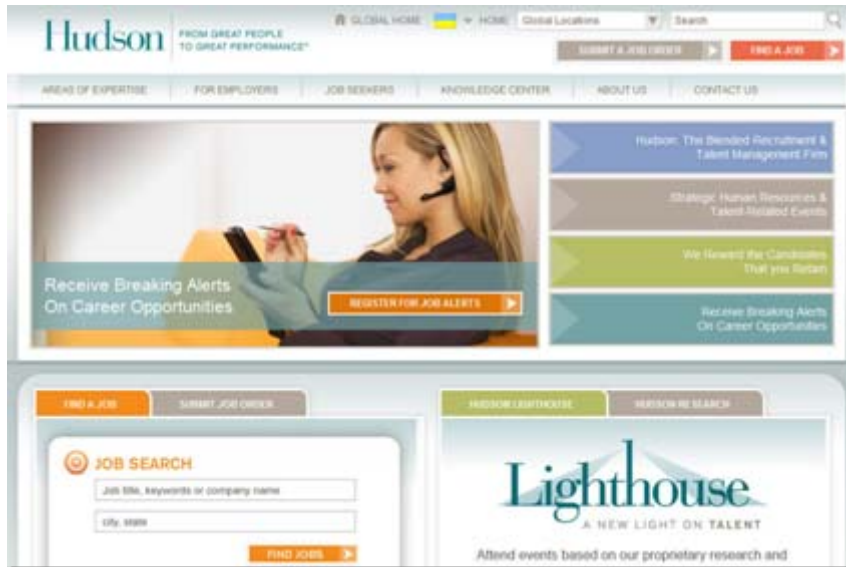 Hudson
FROM GREAT PEOPLE
TO GREAT PERFORMANCE
GLOBAL HOME
HOME
Global Locations
Search
SUBMIT A JOB ORDER
FIND A JOB
AREAS OF EXPERTISE
FOR EMPLOYERS
JOB SEEKERS
KNOWLEDGE CENTER
ABOUT US
CONTACT US
Receive Breaking Alerts
On Career Opportunities
REGISTER FOR JOB ALERTS
Hudson: The Blended Recruitment &
Talent Management Firm
Strategic Human Resources &
Talent-Related Events
We Reward the Candidates
That you Retain
Receive Breaking Alerts
On Career Opportunities
FIND A JOB
SUBMIT JOB ORDER
HUDSON LIGHTHOUSE
HUDSON RESEARCH
JOB SEARCH
Job title, keywords or company name
city, state
FIND JOBS
Lighthouse
A NEW LIGHT ON TALENT
Attend events based on our proprietary research and